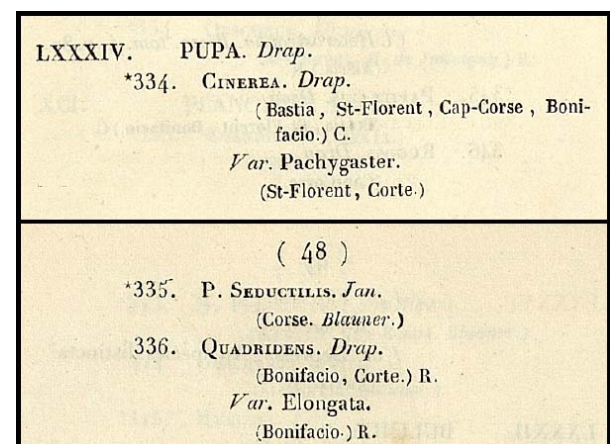 LXXXIV. PUPA. Drap.
*334. CINEREA. Drap.
(Bastia, St-Florent, Cap-Corse, Boni-
facio.) C.
Var. Pachygaster.
(St-Florent, Corte.)
( 48 )
*335. P. SEDUCTILIS. Jan.
(Corse. Blauner.)
336. QUADRIDENS. Drap.
(Bonifacio, Corte.) R.
Var. Elongata.
(Bonifacio.) R.